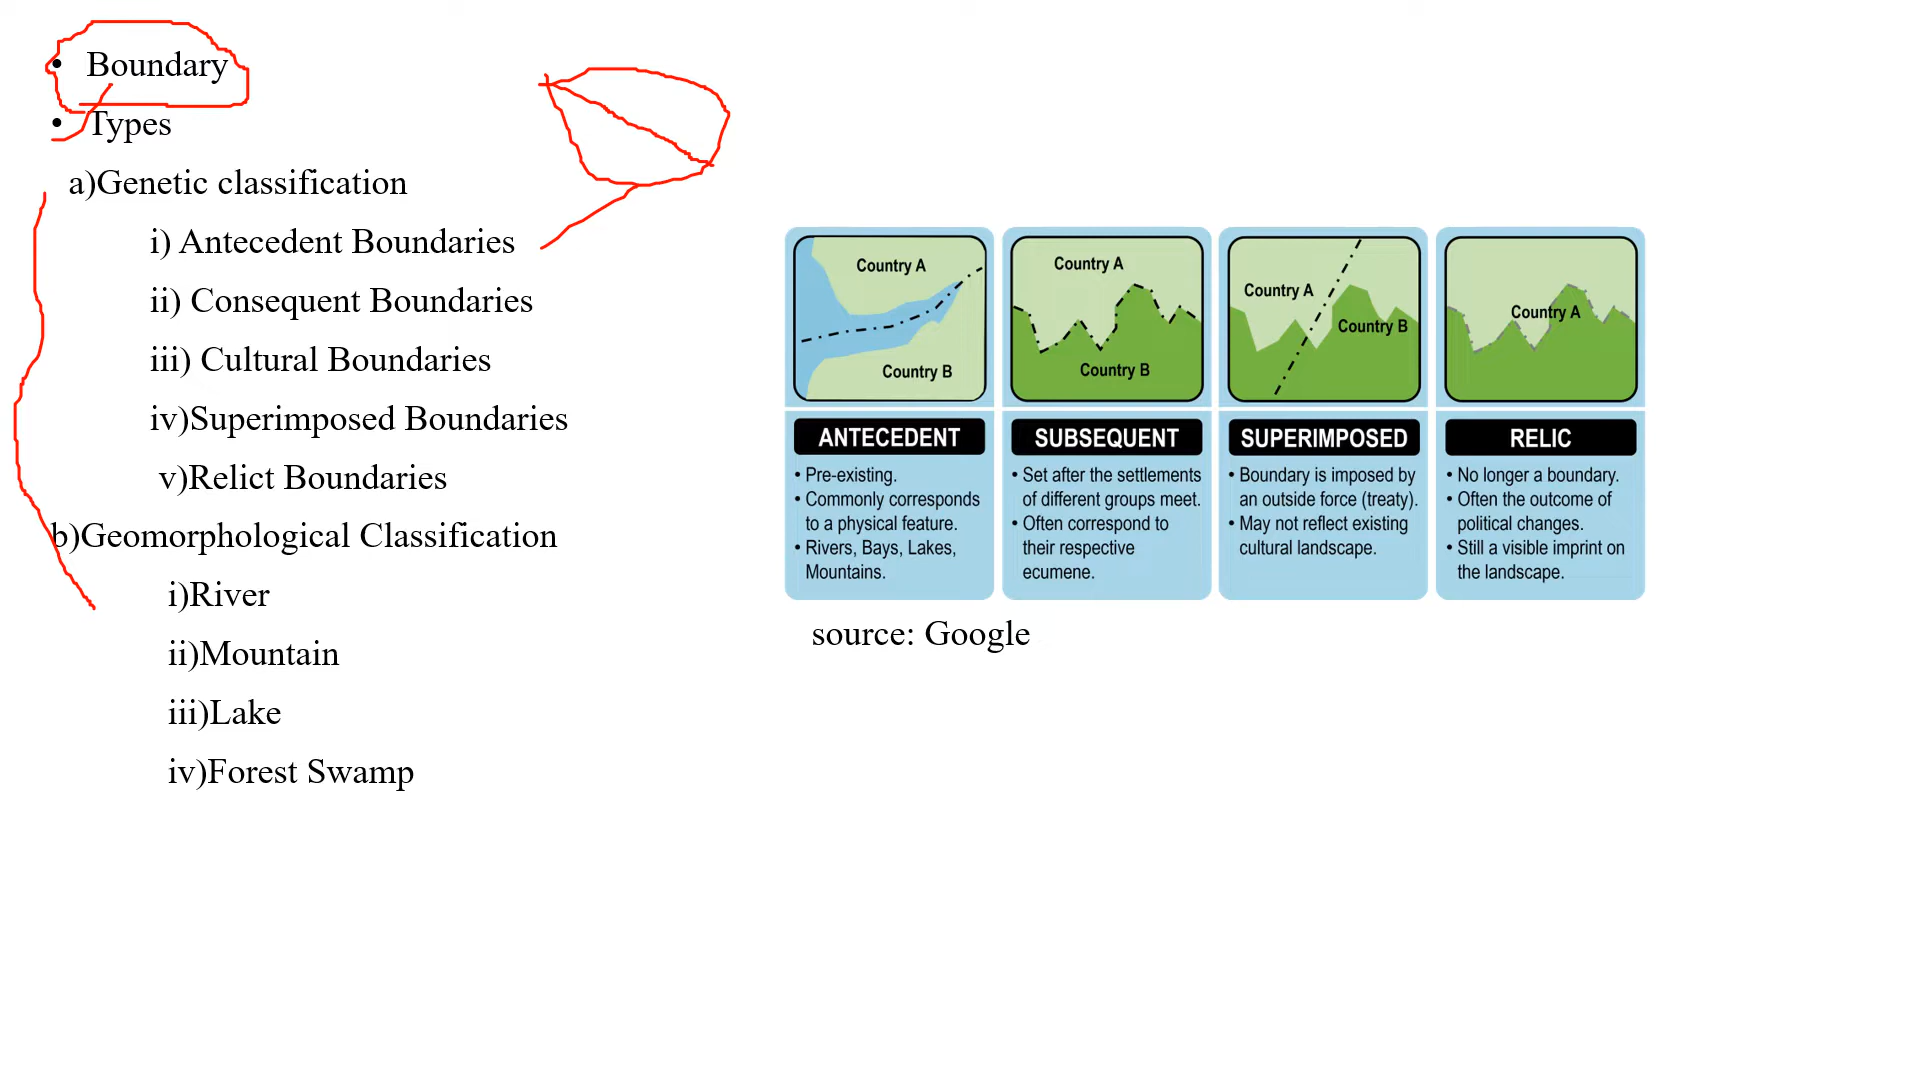 • Boundary
• Types
a)Genetic classification
i) Antecedent Boundaries
ii) Consequent Boundaries
iii) Cultural Boundaries
iv)Superimposed Boundaries
v)Relict Boundaries
b)Geomorphological Classification
i)River
ii)Mountain
iii)Lake
iv)Forest Swamp
Country A
Country B
ANTECEDENT
• Pre-existing.
• Commonly corresponds
to a physical feature.
• Rivers, Bays, Lakes,
Mountains.
Country A
Country B
SUBSEQUENT
• Set after the settlements
of different groups meet.
• Often correspond to
their respective
ecumene.
Country A
Country B
SUPERIMPOSED
• Boundary is imposed by
an outside force (treaty).
• May not reflect existing
cultural landscape.
Country A
RELIC
• No longer a boundary.
• Often the outcome of
political changes.
• Still a visible imprint on
the landscape.
source: Google